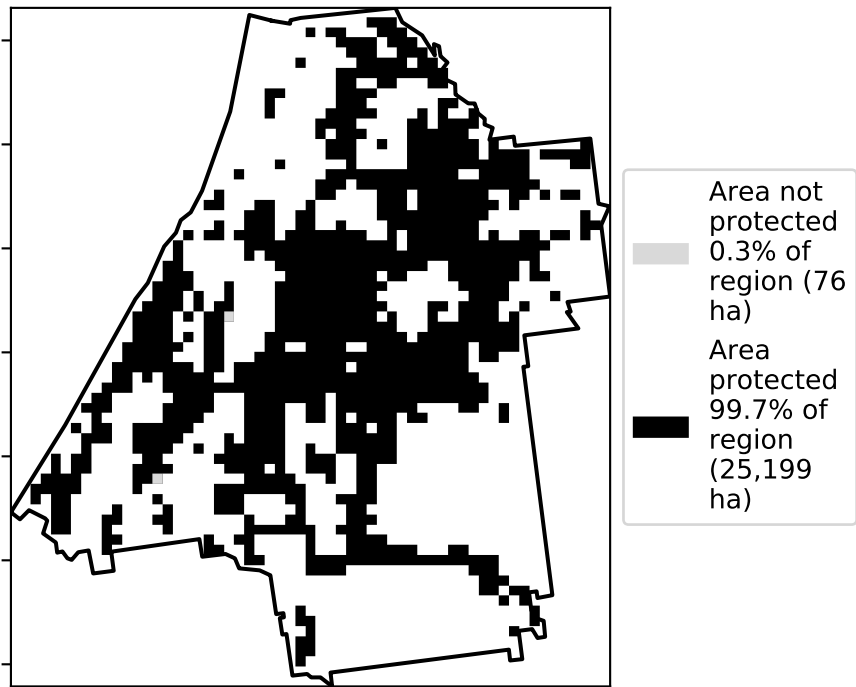 Area not
protected
0.3% of
region (76
ha)
Area
protected
99.7% of
region
(25,199
ha)